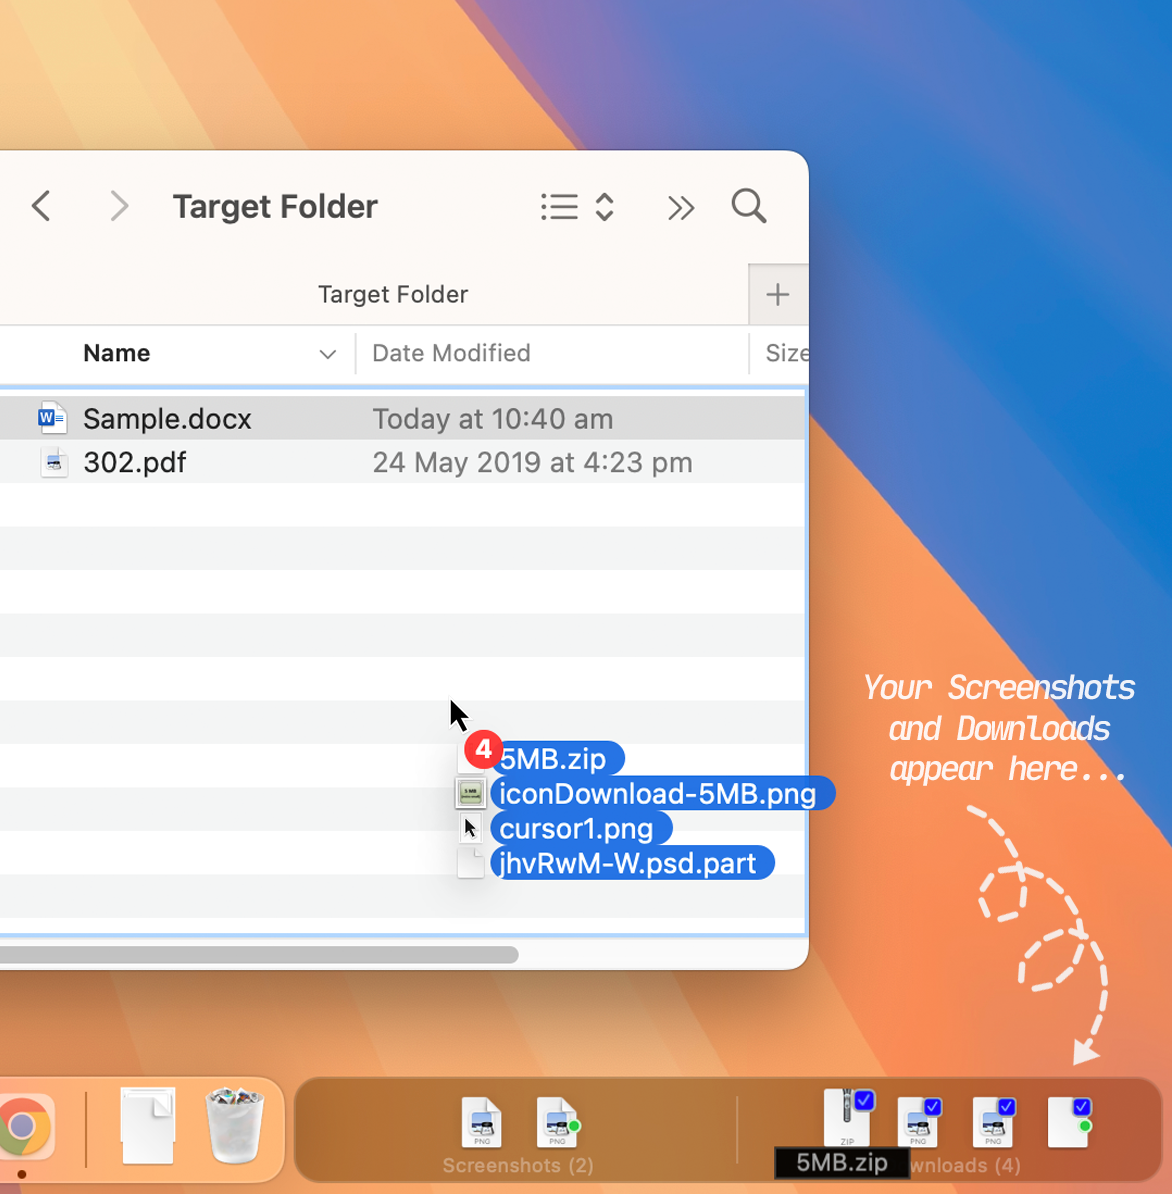 Target Folder
Target Folder
+
Name Date Modified Size
W Sample.docx Today at 10:40 am
302.pdf 24 May 2019 at 4:23 pm
Your Screenshots
and Downloads
appear here...
4 5MB.zip
5 MB
iconDownload-5MB.png
cursor1.png
jhvRwM-W.psd.part
PNG PNG ZIP PNG PNG
Screenshots (2) 5MB.zip wnloads (4)